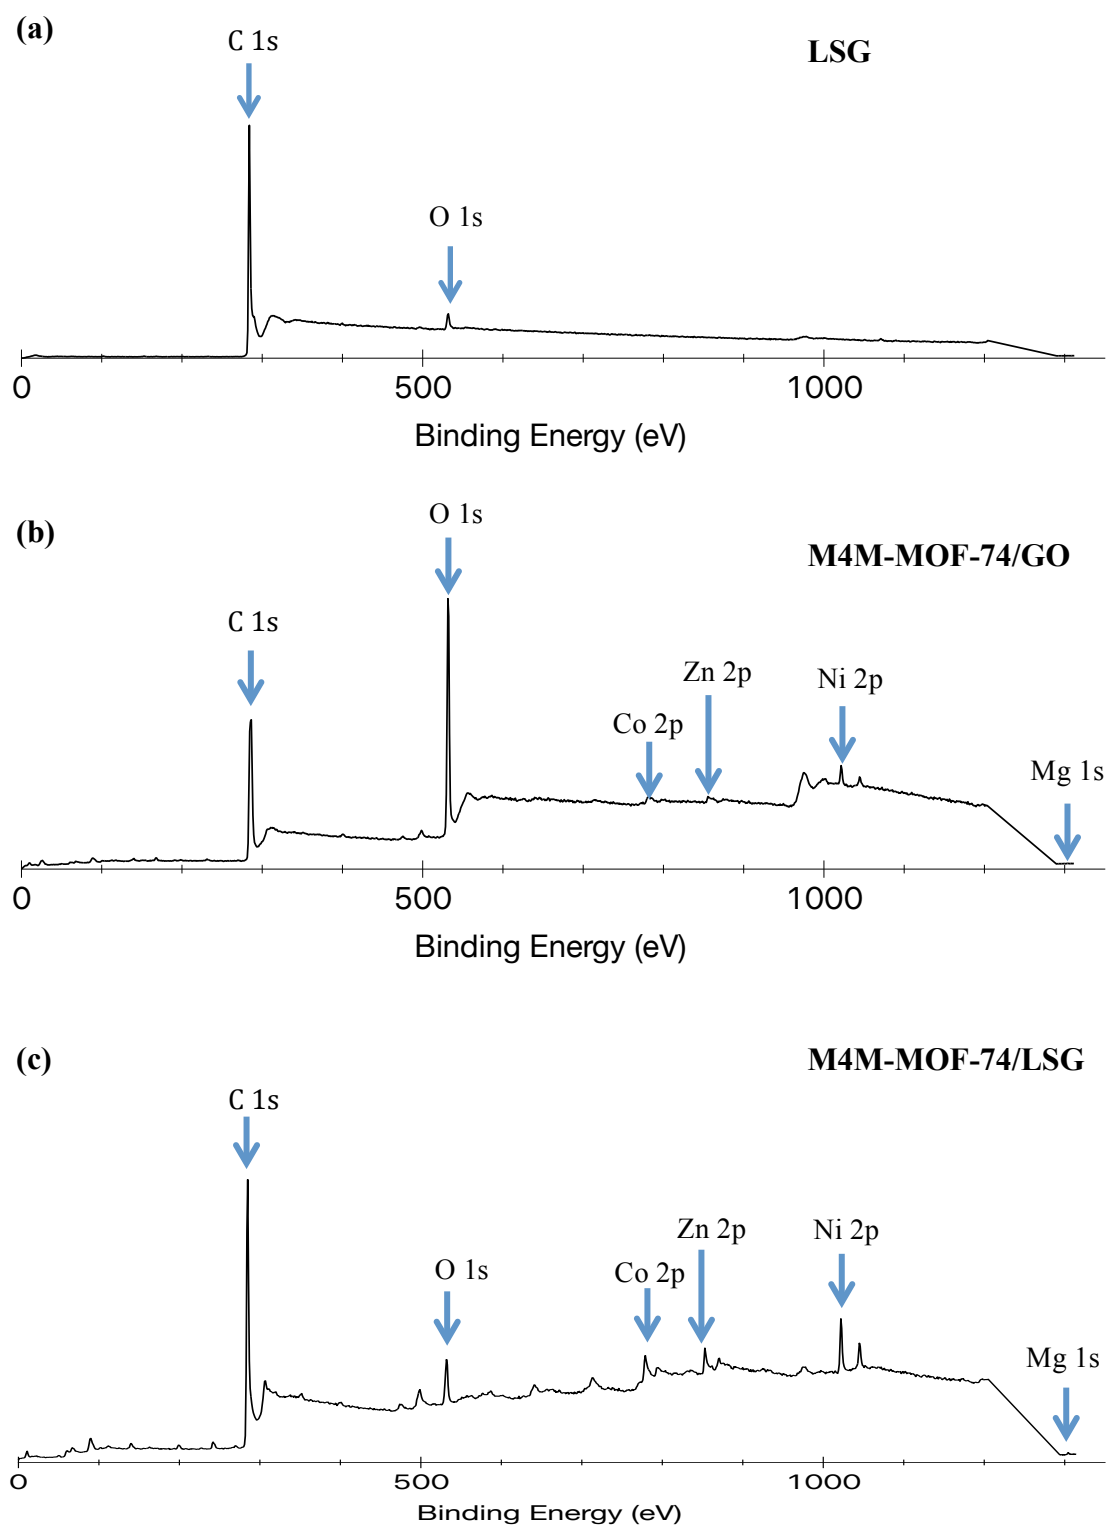 (a)
C 1s
LSG
O 1s
0 500 1000
Binding Energy (eV)
(b)
O 1s
M4M-MOF-74/GO
C 1s
Zn 2p
Ni 2p
Co 2p
Mg 1s
0 500 1000
Binding Energy (eV)
(c)
M4M-MOF-74/LSG
C 1s
Zn 2p
Ni 2p
O 1s
Co 2p
Mg 1s
0 500 1000
Binding Energy (eV)